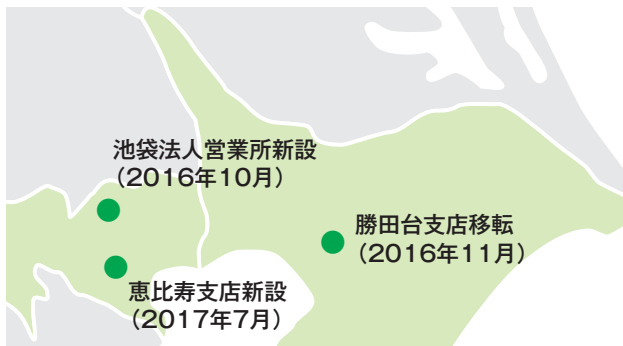 池袋法人営業所新設
（2016年10月）
勝田台支店移転
（2016年11月）
恵比寿支店新設
（2017年7月）